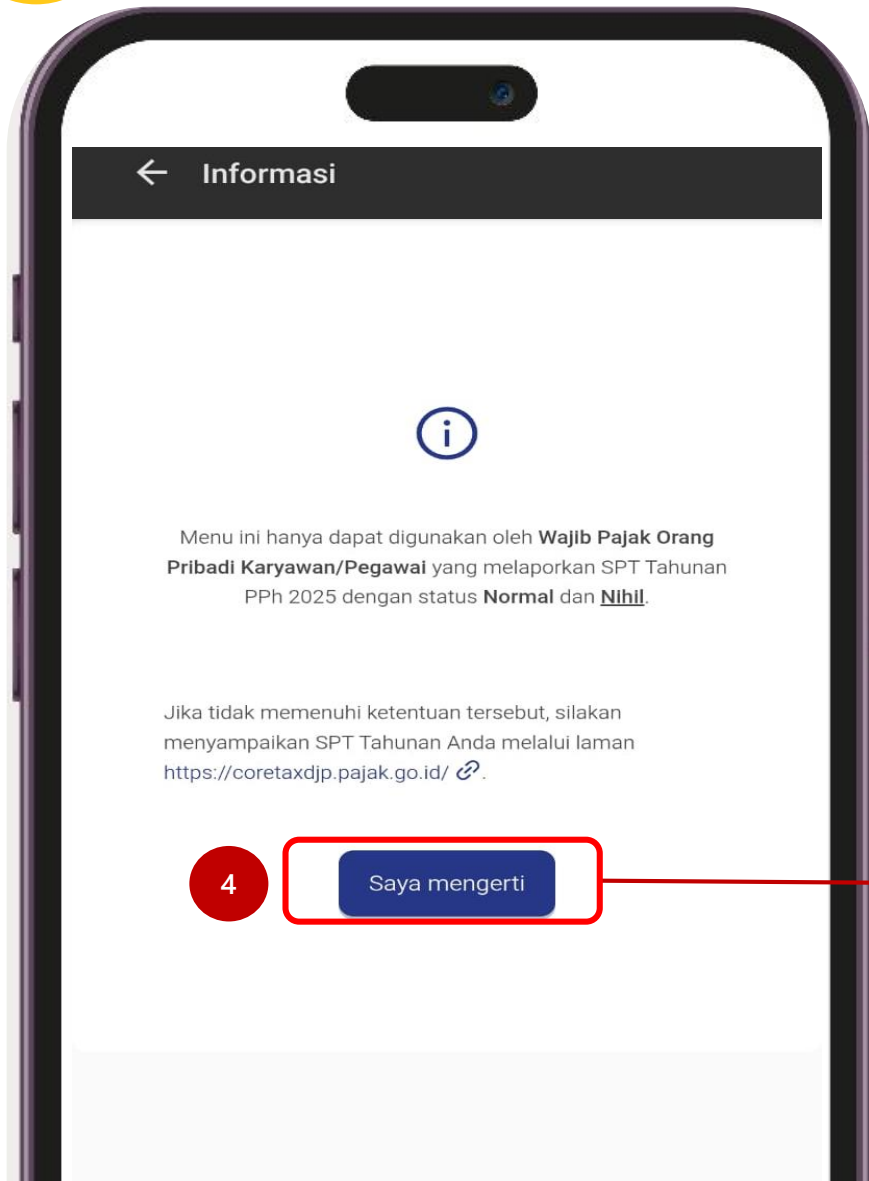 Informasi
Menu ini hanya dapat digunakan oleh Wajib Pajak Orang
Pribadi Karyawan/Pegawai yang melaporkan SPT Tahunan
PPh 2025 dengan status Normal dan Nihil.
Jika tidak memenuhi ketentuan tersebut, silakan
menyampaikan SPT Tahunan Anda melalui laman
https://coretaxdjp.pajak.go.id/ .
4
Saya mengerti